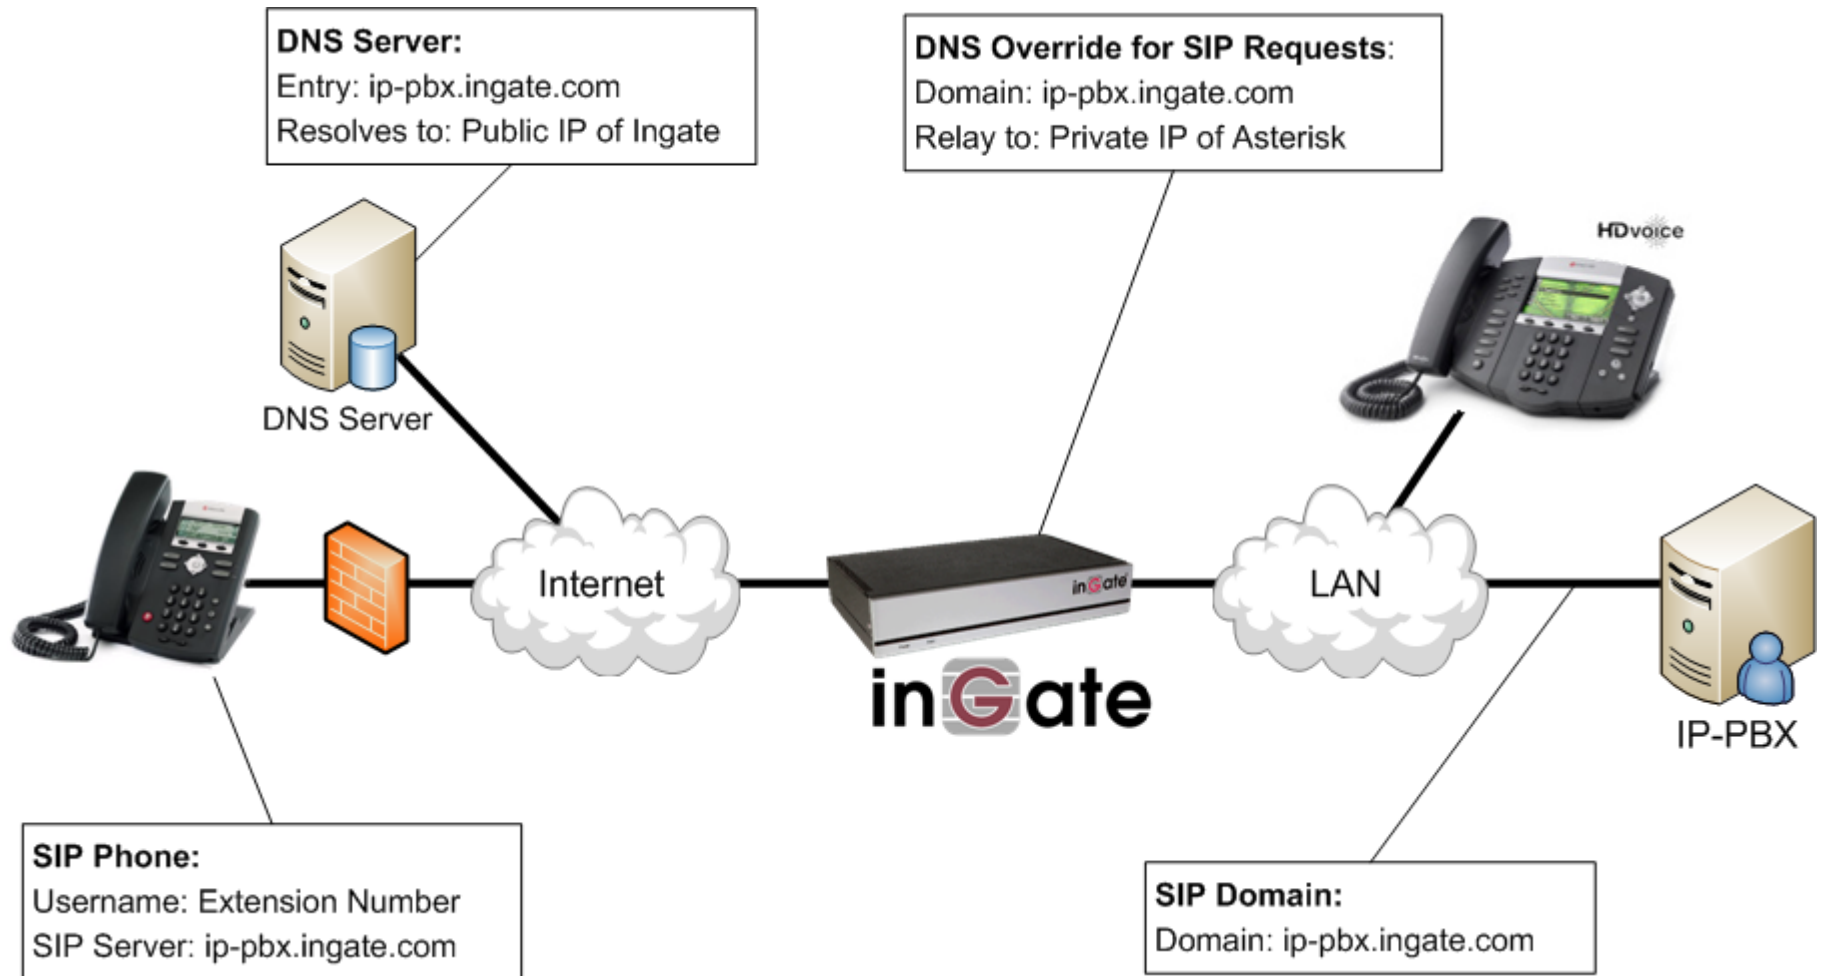 DNS Server:
Entry: ip-pbx.ingate.com
Resolves to: Public IP of Ingate
DNS Override for SIP Requests:
Domain: ip-pbx.ingate.com
Relay to: Private IP of Asterisk
HDvoice
DNS Server
Internet
inGate
LAN
inGate
IP-PBX
SIP Phone:
Username: Extension Number
SIP Server: ip-pbx.ingate.com
SIP Domain:
Domain: ip-pbx.ingate.com